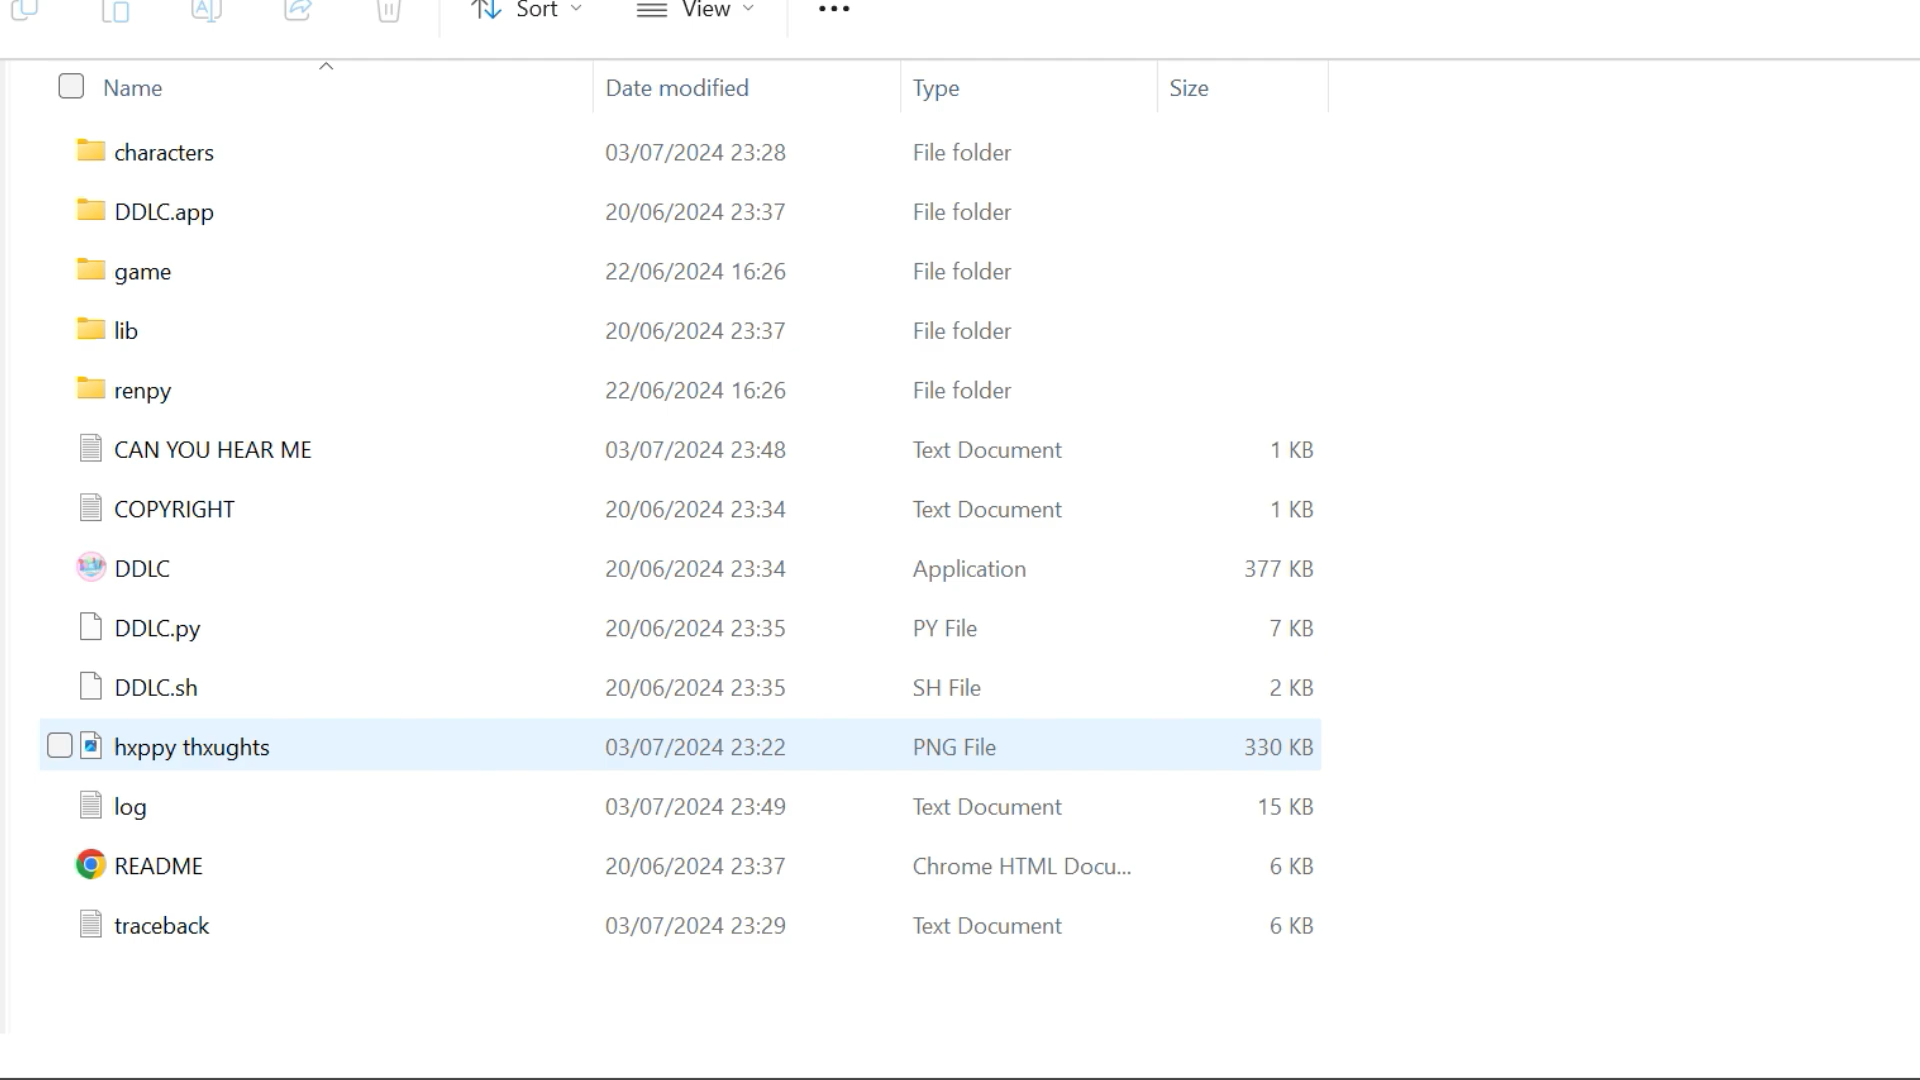 Sort View
Name Date modified Type Size
characters 03/07/2024 23:28 File folder
DDLC.app 20/06/2024 23:37 File folder
game 22/06/2024 16:26 File folder
lib 20/06/2024 23:37 File folder
renpy 22/06/2024 16:26 File folder
CAN YOU HEAR ME 03/07/2024 23:48 Text Document 1 KB
COPYRIGHT 20/06/2024 23:34 Text Document 1 KB
DDLC 20/06/2024 23:34 Application 377 KB
DDLC.py 20/06/2024 23:35 PY File 7 KB
DDLC.sh 20/06/2024 23:35 SH File 2 KB
hxppy thxughts 03/07/2024 23:22 PNG File 330 KB
log 03/07/2024 23:49 Text Document 15 KB
README 20/06/2024 23:37 Chrome HTML Docu... 6 KB
traceback 03/07/2024 23:29 Text Document 6 KB